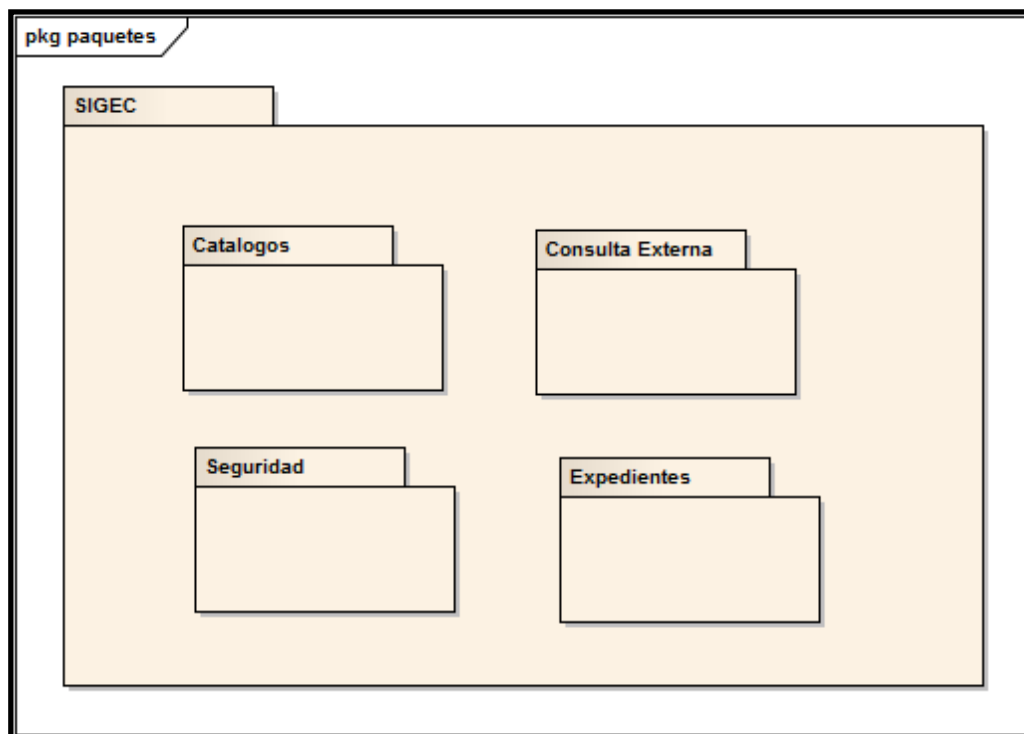 pkg paquetes
SIGEC
Catalogos
Consulta Externa
Seguridad
Expedientes